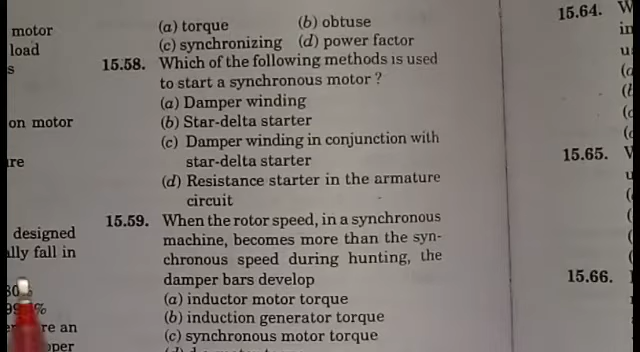 motor
load
s
on motor
ire
designed
ally fall in
an
oper
(a) torque (b) obtuse
(c) synchronizing (d) power factor
15.58. Which of the following methods is used
to start a synchronous motor ?
(a) Damper winding
(b) Star-delta starter
(c) Damper winding in conjunction with
star-delta starter
(d) Resistance starter in the armature
circuit
15.59. When the rotor speed, in a synchronous
machine, becomes more than the syn-
chronous speed during hunting, the
damper bars develop
(a) inductor motor torque
(b) induction generator torque
(c) synchronous motor torque
15.64. W
in
u
15.65.
15.66.